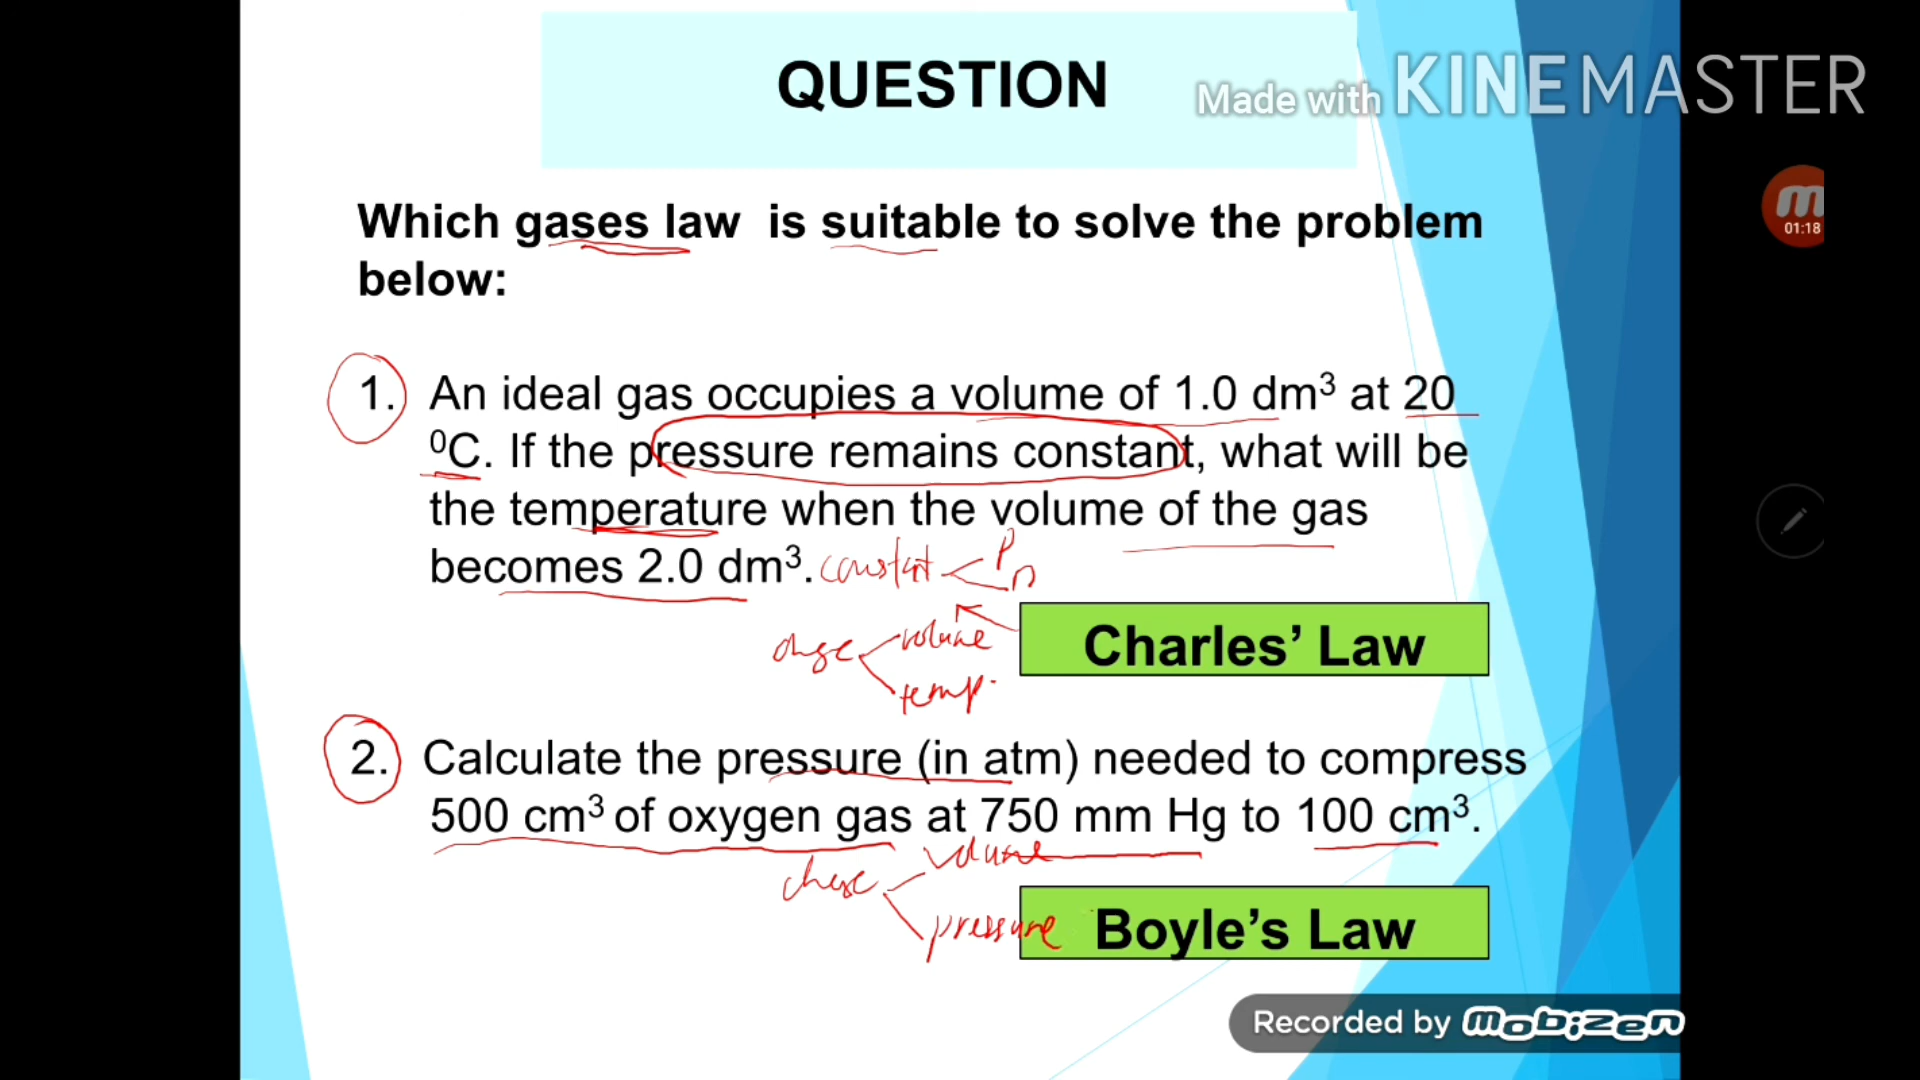 QUESTION
Made with KINEMASTER
Which gases law is suitable to solve the problem
below:
01:18
1. An ideal gas occupies a volume of 1.0 dm³ at 20
⁰C. If the pressure remains constant, what will be
the temperature when the volume of the gas
becomes 2.0 dm³. constant P
n
volume
Charles’ Law
temp.
2. Calculate the pressure (in atm) needed to compress
500 cm³ of oxygen gas at 750 mm Hg to 100 cm³.
volume
pressure Boyle’s Law
Recorded by mobizen